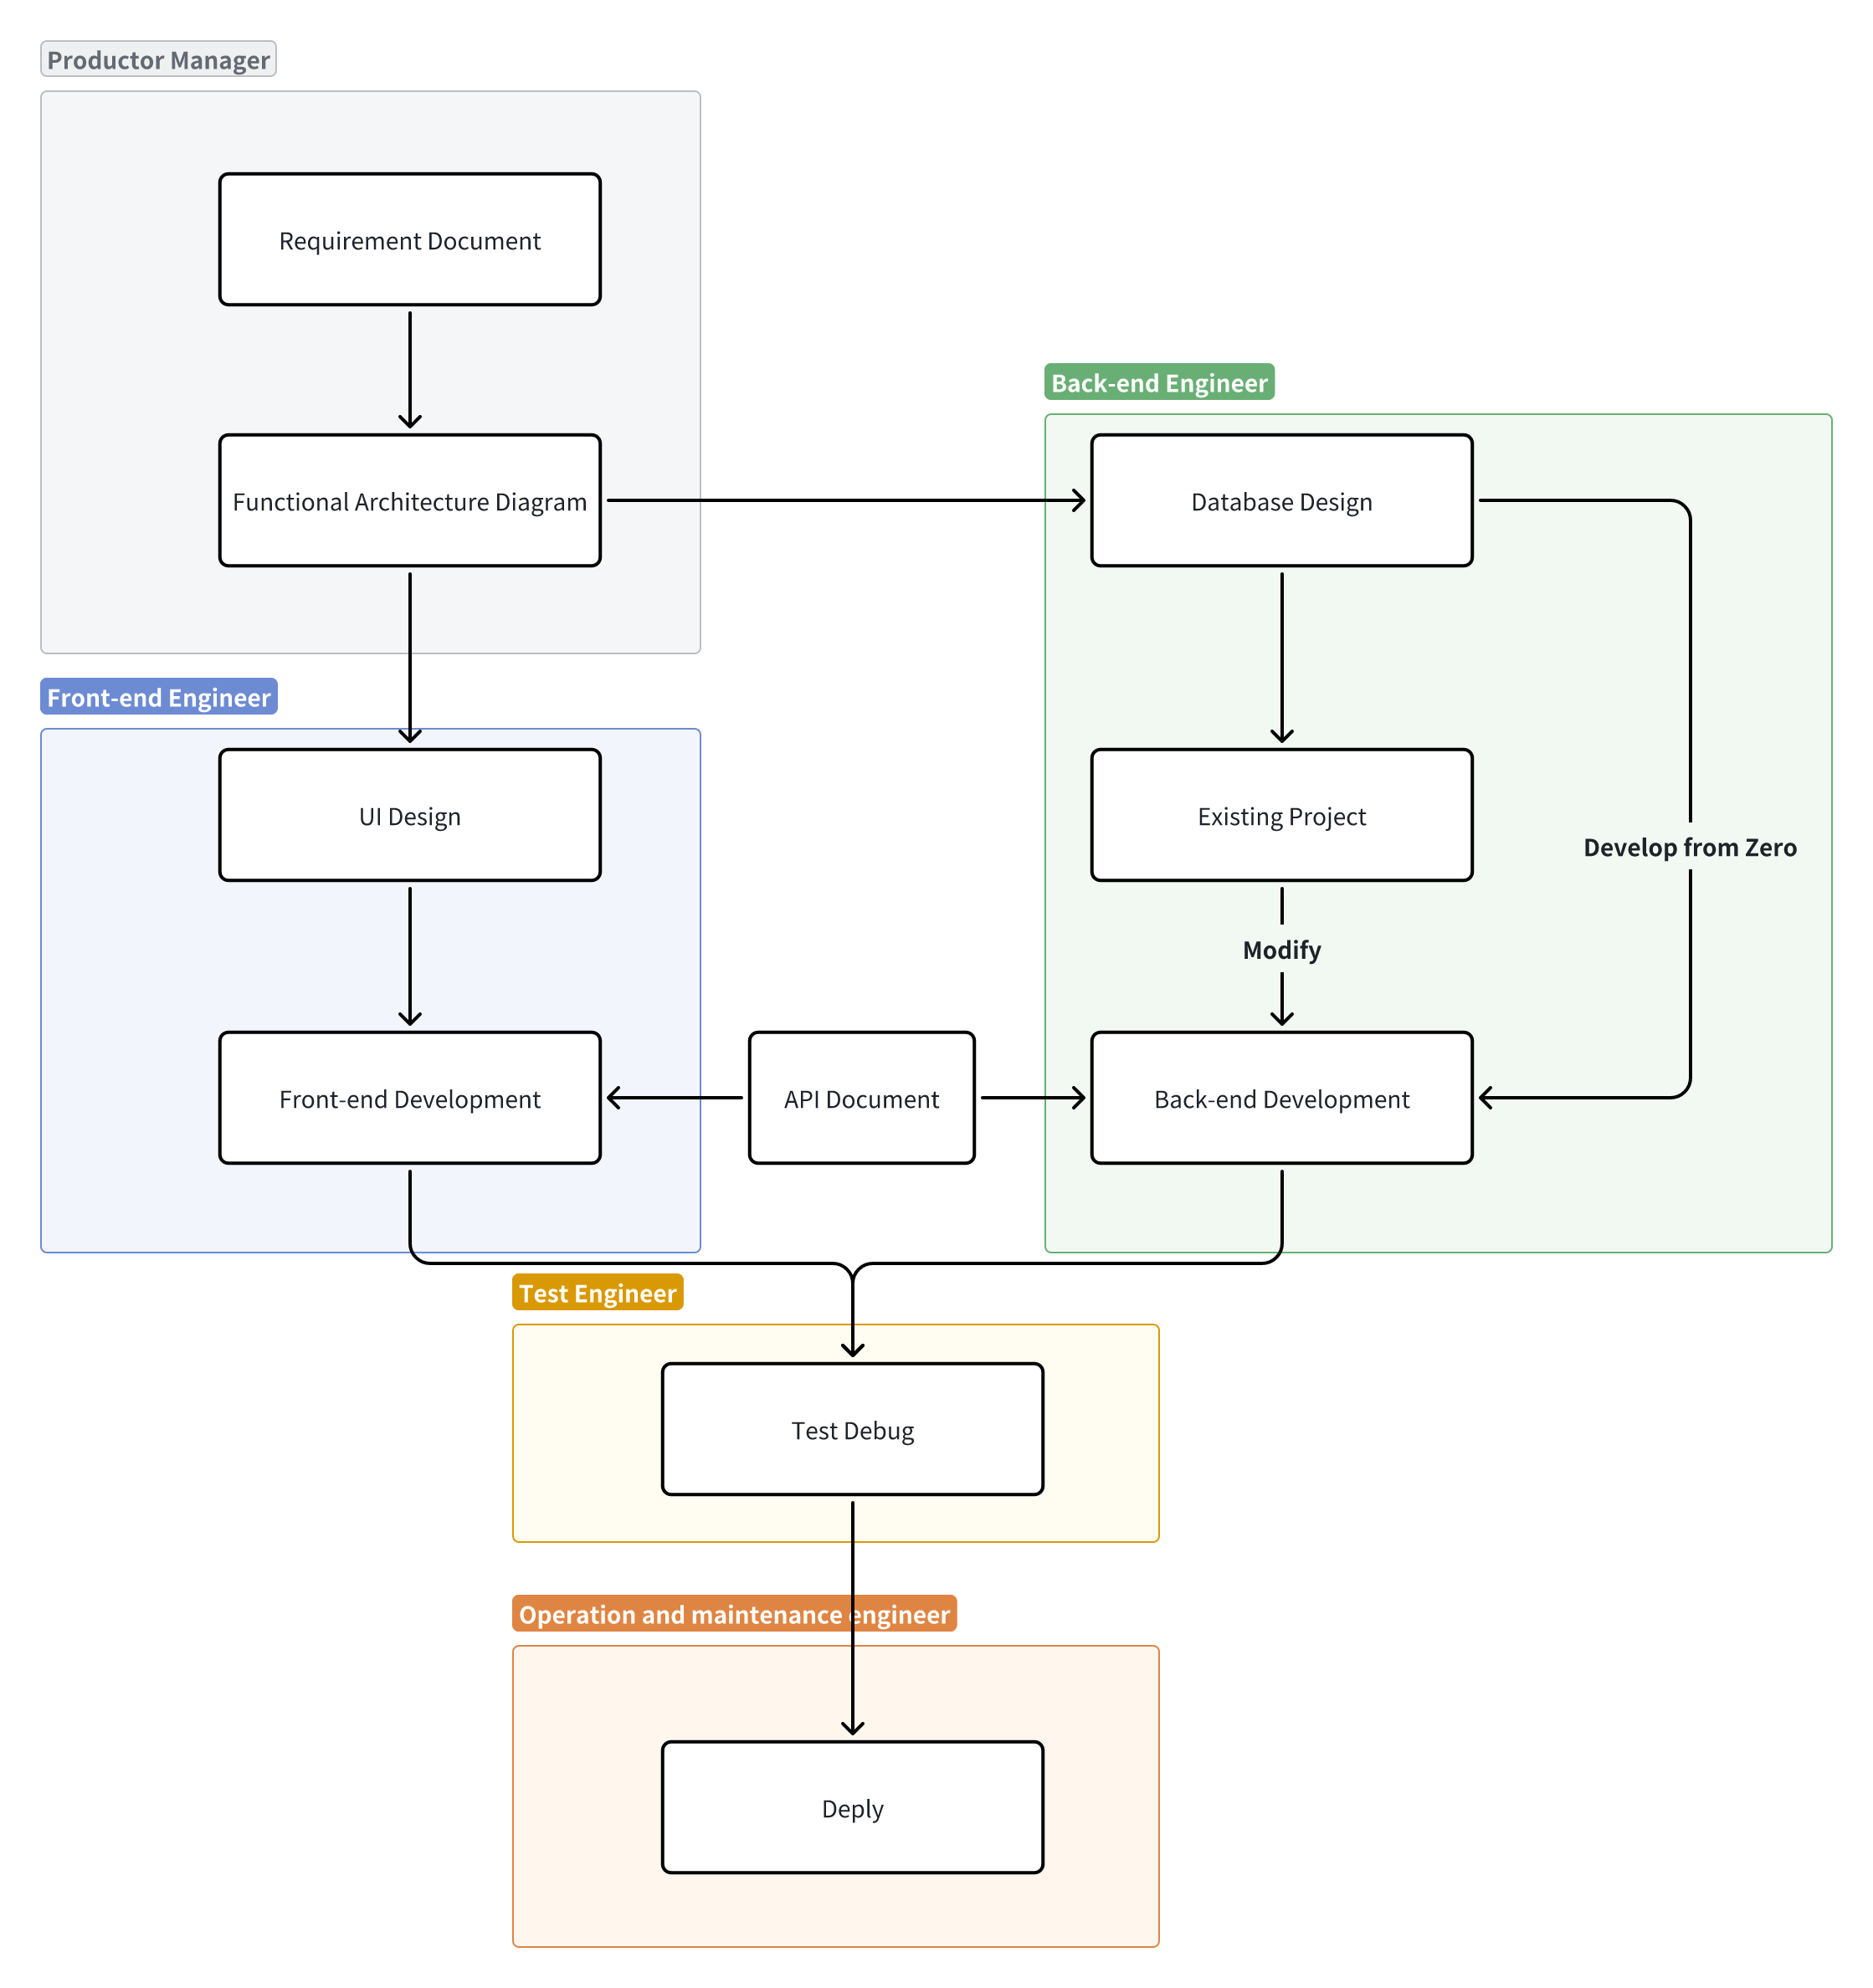 Productor Manager
Requirement Document
Functional Architecture Diagram
Back-end Engineer
Database Design
Front-end Engineer
UI Design
Existing Project
Develop from Zero
Modify
Front-end Development
API Document
Back-end Development
Test Engineer
Test Debug
Operation and maintenance engineer
Deply